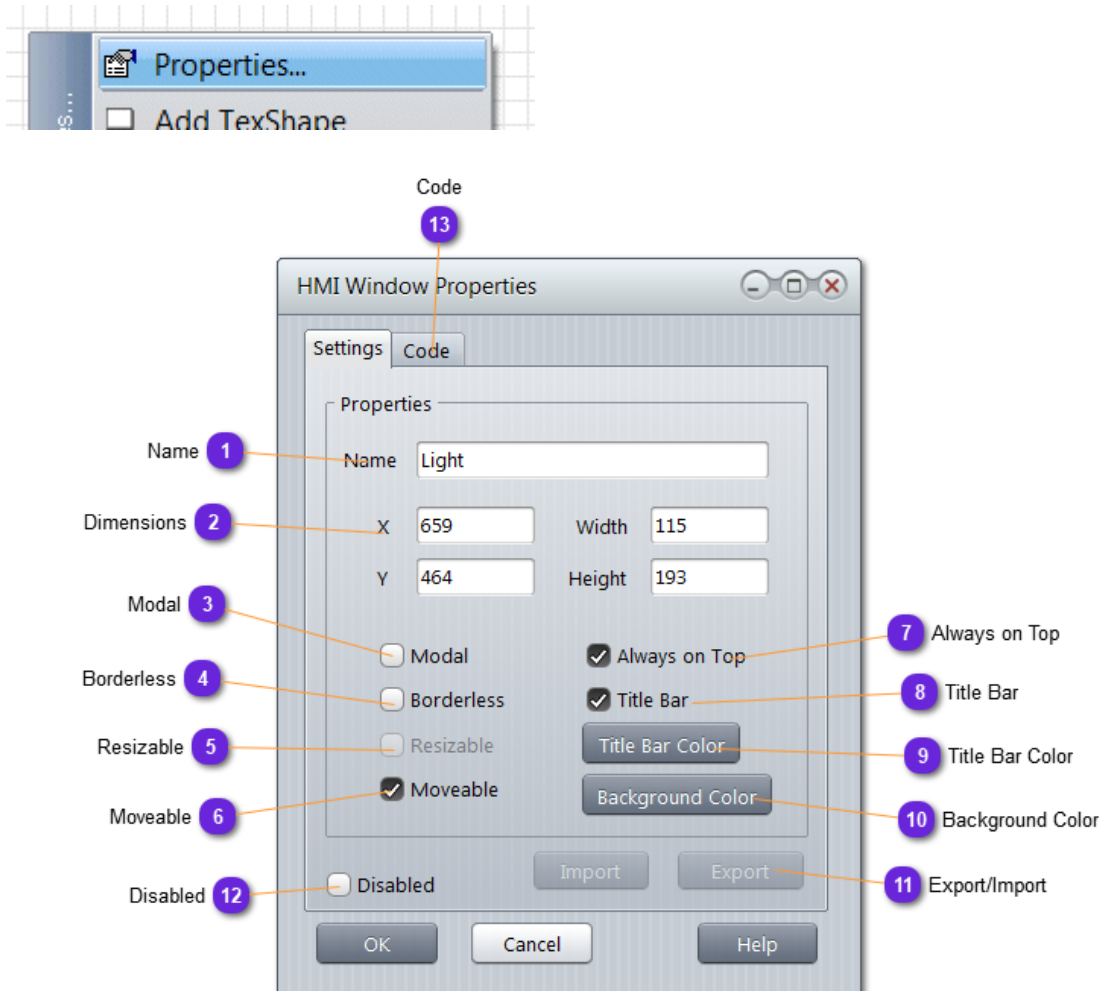 Properties...
es...
Add TexShape
Code
13
HMI Window Properties
Settings Code
Properties
Name 1 Name Light
Dimensions 2 X 659 Width 115
Y 464 Height 193
Modal 3
Modal Always on Top 7 Always on Top
Borderless 4 Borderless Title Bar 8 Title Bar
Resizable 5 Resizable Title Bar Color 9 Title Bar Color
Moveable 6 Moveable Background Color 10 Background Color
Disabled 12 Disabled Import Export 11 Export/Import
OK Cancel Help